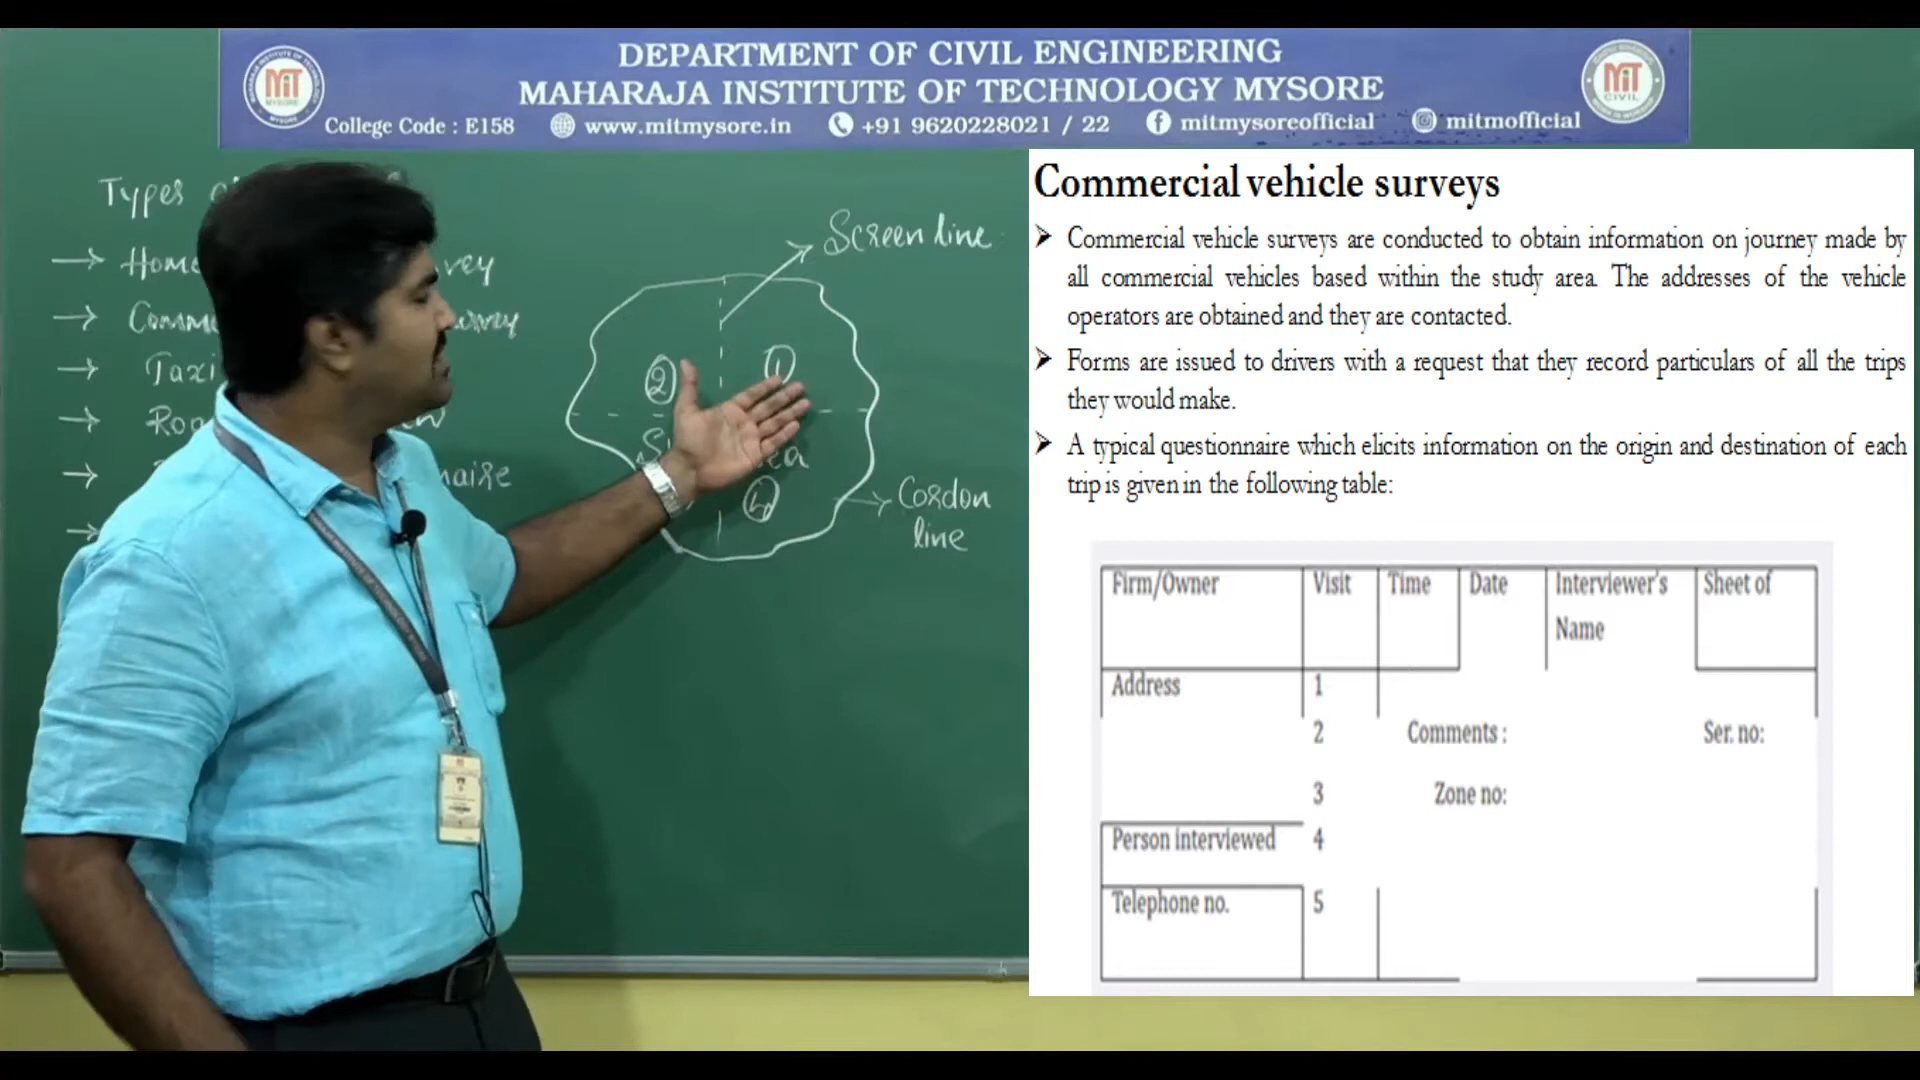 DEPARTMENT OF CIVIL ENGINEERING
MAHARAJA INSTITUTE OF TECHNOLOGY MYSORE
College Code : E158 www.mitmysore.in +91 9620228021 / 22 mitmysoreofficial mitmofficial
MIT
MYSORE
MIT
CIVIL
Types
Home
Taxi
Screen line
2
1
4
Cordon
line
Commercial vehicle surveys
➢ Commercial vehicle surveys are conducted to obtain information on journey made by
all commercial vehicles based within the study area. The addresses of the vehicle
operators are obtained and they are contacted.
➢ Forms are issued to drivers with a request that they record particulars of all the trips
they would make.
➢ A typical questionnaire which elicits information on the origin and destination of each
trip is given in the following table:
Firm/Owner Visit Time Date Interviewer's Sheet of
Name
Address 1
2 Comments : Ser. no:
3 Zone no:
Person interviewed 4
Telephone no. 5